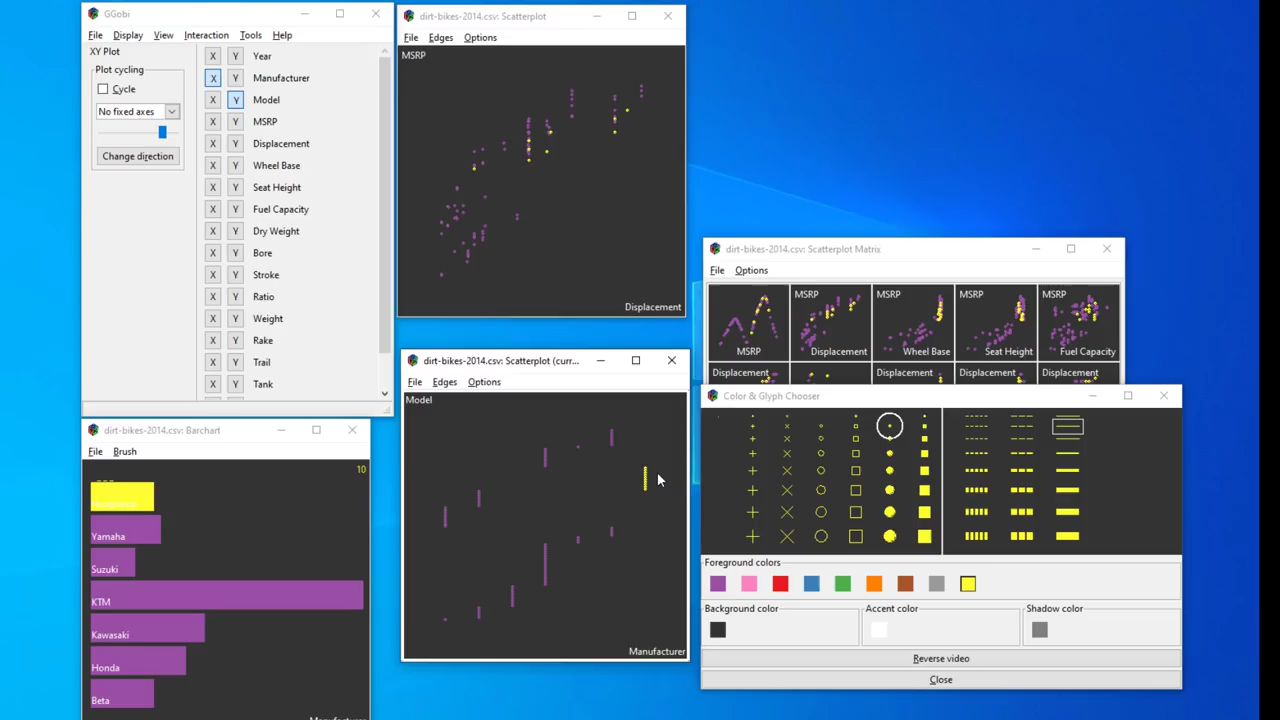 GGobi
File Display View Interaction Tools Help
XY Plot
Plot cycling
Cycle
No fixed axes
Change direction
X Y Year
X Y Manufacturer
X Y Model
X Y MSRP
X Y Displacement
X Y Wheel Base
X Y Seat Height
X Y Fuel Capacity
X Y Dry Weight
X Y Bore
X Y Stroke
X Y Ratio
X Y Weight
X Y Rake
X Y Trail
X Y Tank
dirt-bikes-2014.csv: Scatterplot
File Edges Options
MSRP
Displacement
dirt-bikes-2014.csv: Scatterplot Matrix
File Options
MSRP MSRP MSRP MSRP
MSRP Displacement Wheel Base Seat Height Fuel Capacity
Displacement Displacement Displacement Displacement
dirt-bikes-2014.csv: Scatterplot (curr...
File Edges Options
Model
Manufacturer
dirt-bikes-2014.csv: Barchart
File Brush
10
Yamaha
Suzuki
KTM
Kawasaki
Honda
Beta
Color & Glyph Chooser
Foreground colors
Background color Accent color Shadow color
Reverse video
Close